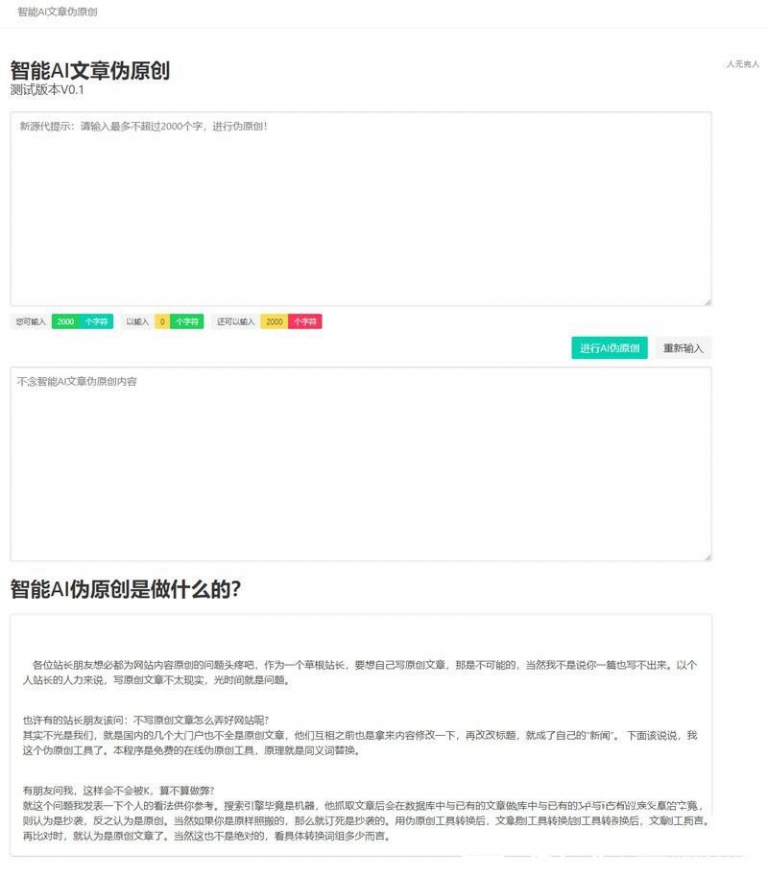 智能AI文章伪原创
智能AI文章伪原创
人无完人
测试版本V0.1
新源代提示：请输入最多不超过2000个字，进行伪原创！
您可输入 2000 个字符 以输入 0 个字符 还可以输入 2000 个字符
进行AI伪原创 重新输入
不念智能AI文章伪原创内容
智能AI伪原创是做什么的？
各位站长朋友想必都为网站内容原创的问题头疼吧，作为一个草根站长，要想自己写原创文章，那是不可能的，当然我不是说你一篇也写不出来。以个
人站长的人力来说，写原创文章不太现实，光时间就是问题。
也许有的站长朋友该问：不写原创文章怎么弄好网站呢？
其实不光是我们，就是国内的几个大门户也不全是原创文章，他们互相之前也是拿来内容修改一下，再改改标题，就成了自己的“新闻”。 下面该说说，我
这个伪原创工具了。本程序是免费的在线伪原创工具，原理就是同义词替换。
有朋友问我，这样会不会被K，算不算做弊？
就这个问题我发表一下个人的看法供你参考。搜索引擎毕竟是机器，他抓取文章后会在数据库中与已有的文章做库中与已有的
则认为是抄袭，反之认为是原创。当然如果你是原样照搬的，那么就订死是抄袭的。用伪原创工具转换后，文章
再比对时，就认为是原创文章了。当然这也不是绝对的，看具体转换词组多少而言。